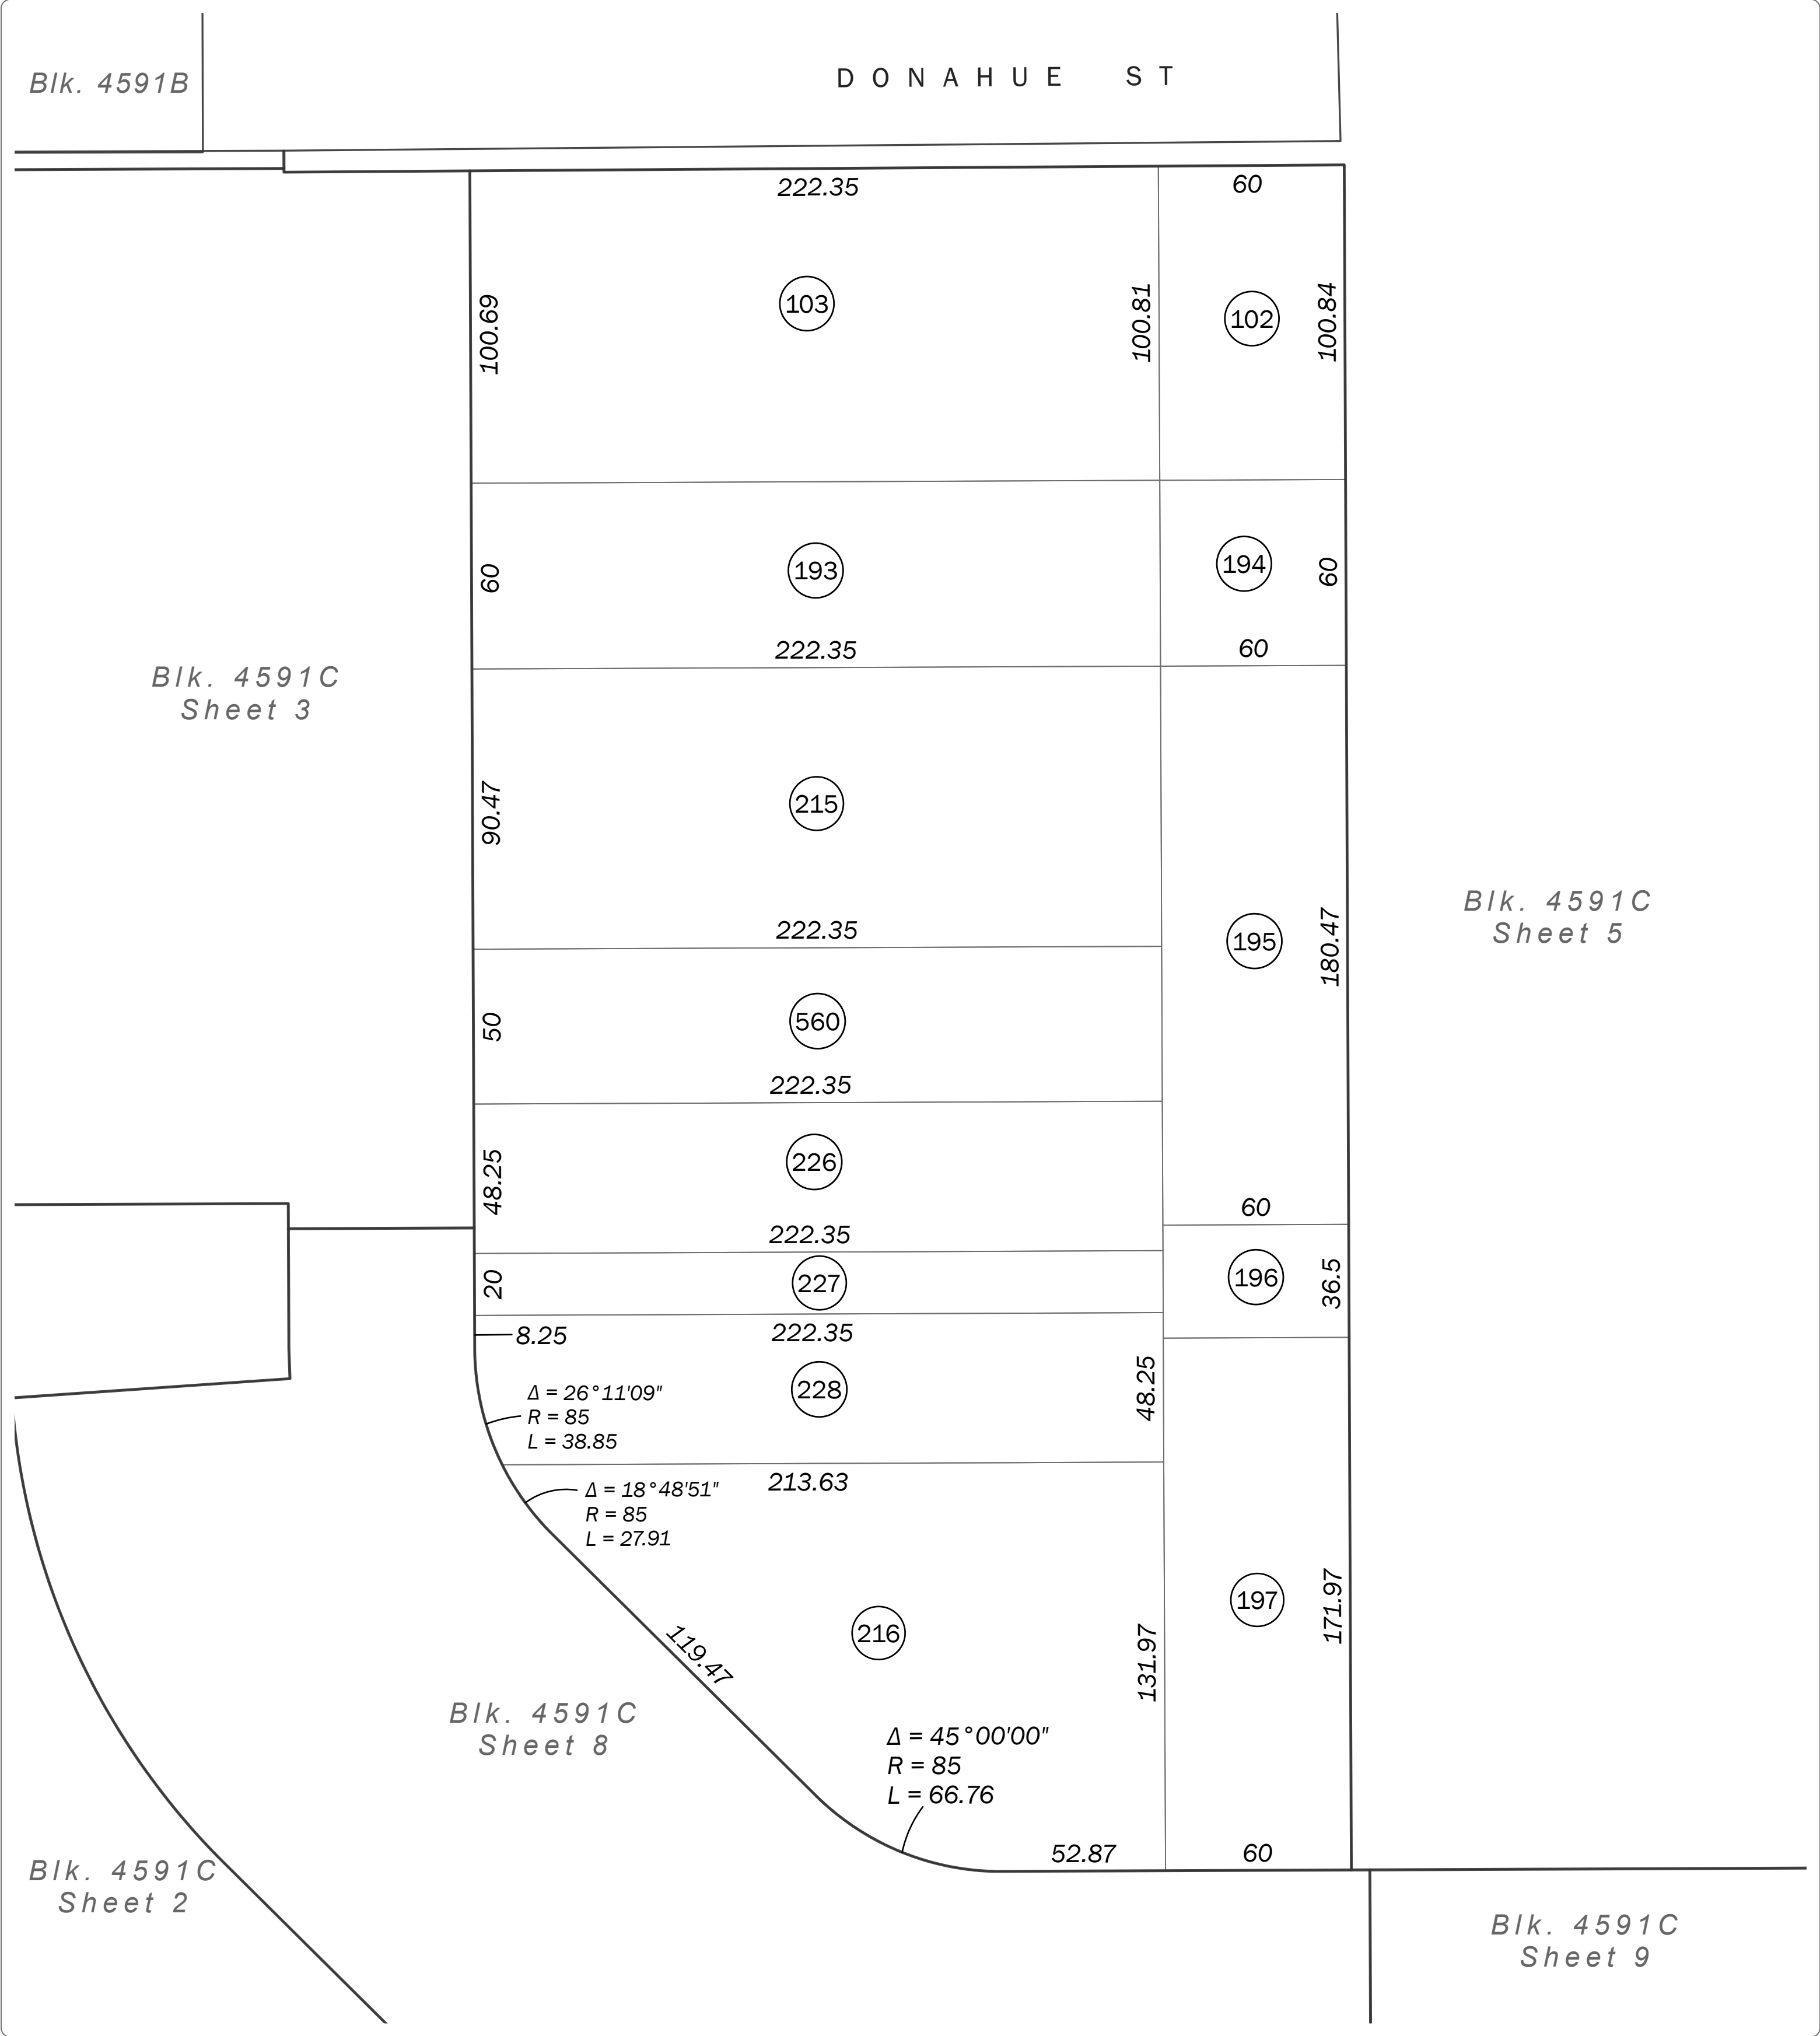 Blk. 4591B
DONAHUE ST
222.35
60
100.69
103
100.81
102
100.84
60
193
194
60
222.35
60
Blk. 4591C
Sheet 3
90.47
215
222.35
195
180.47
Blk. 4591C
Sheet 5
50
560
222.35
48.25
226
60
222.35
20
227
196
36.5
8.25
222.35
228
48.25
Δ = 26°11'09"
R = 85
L = 38.85
213.63
Δ = 18°48'51"
R = 85
L = 27.91
119.47
216
131.97
197
171.97
Blk. 4591C
Sheet 8
Δ = 45°00'00"
R = 85
L = 66.76
52.87
60
Blk. 4591C
Sheet 2
Blk. 4591C
Sheet 9